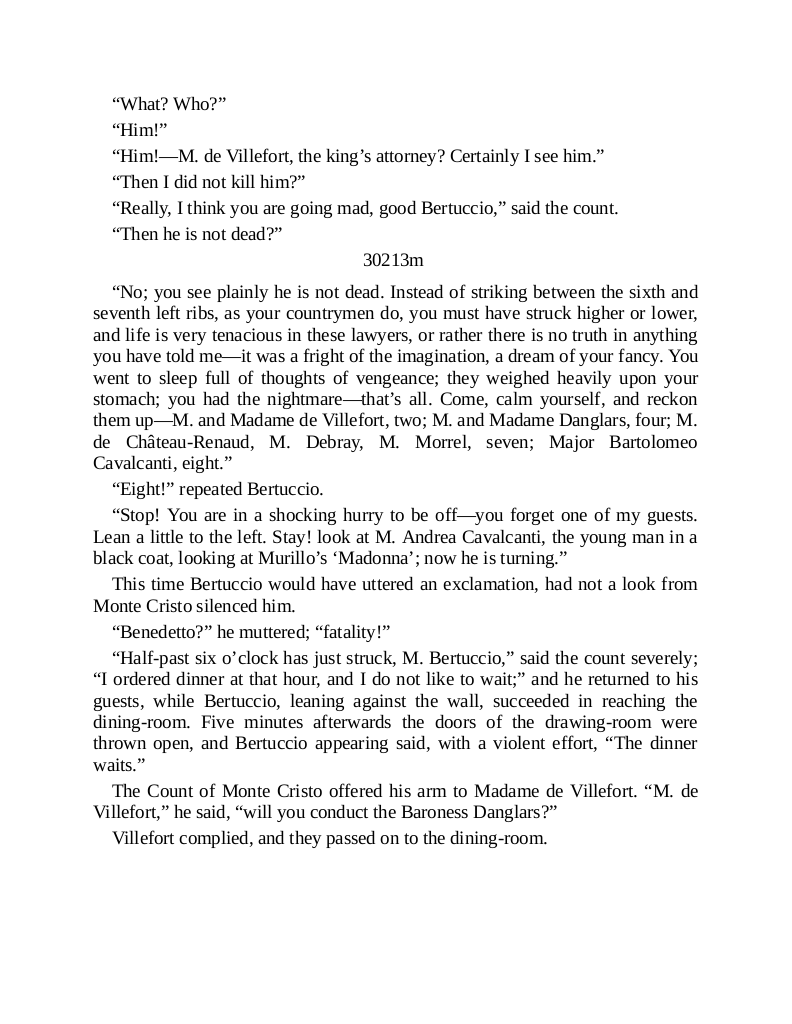 “What? Who?”
“Him!”
“Him!—M. de Villefort, the king’s attorney? Certainly I see him.”
“Then I did not kill him?”
“Really, I think you are going mad, good Bertuccio,” said the count.
“Then he is not dead?”
30213m
“No; you see plainly he is not dead. Instead of striking between the sixth and
seventh left ribs, as your countrymen do, you must have struck higher or lower,
and life is very tenacious in these lawyers, or rather there is no truth in anything
you have told me—it was a fright of the imagination, a dream of your fancy. You
went to sleep full of thoughts of vengeance; they weighed heavily upon your
stomach; you had the nightmare—that’s all. Come, calm yourself, and reckon
them up—M. and Madame de Villefort, two; M. and Madame Danglars, four; M.
de Château-Renaud, M. Debray, M. Morrel, seven; Major Bartolomeo
Cavalcanti, eight.”
“Eight!” repeated Bertuccio.
“Stop! You are in a shocking hurry to be off—you forget one of my guests.
Lean a little to the left. Stay! look at M. Andrea Cavalcanti, the young man in a
black coat, looking at Murillo’s ‘Madonna’; now he is turning.”
This time Bertuccio would have uttered an exclamation, had not a look from
Monte Cristo silenced him.
“Benedetto?” he muttered; “fatality!”
“Half-past six o’clock has just struck, M. Bertuccio,” said the count severely;
“I ordered dinner at that hour, and I do not like to wait;” and he returned to his
guests, while Bertuccio, leaning against the wall, succeeded in reaching the
dining-room. Five minutes afterwards the doors of the drawing-room were
thrown open, and Bertuccio appearing said, with a violent effort, “The dinner
waits.”
The Count of Monte Cristo offered his arm to Madame de Villefort. “M. de
Villefort,” he said, “will you conduct the Baroness Danglars?”
Villefort complied, and they passed on to the dining-room.